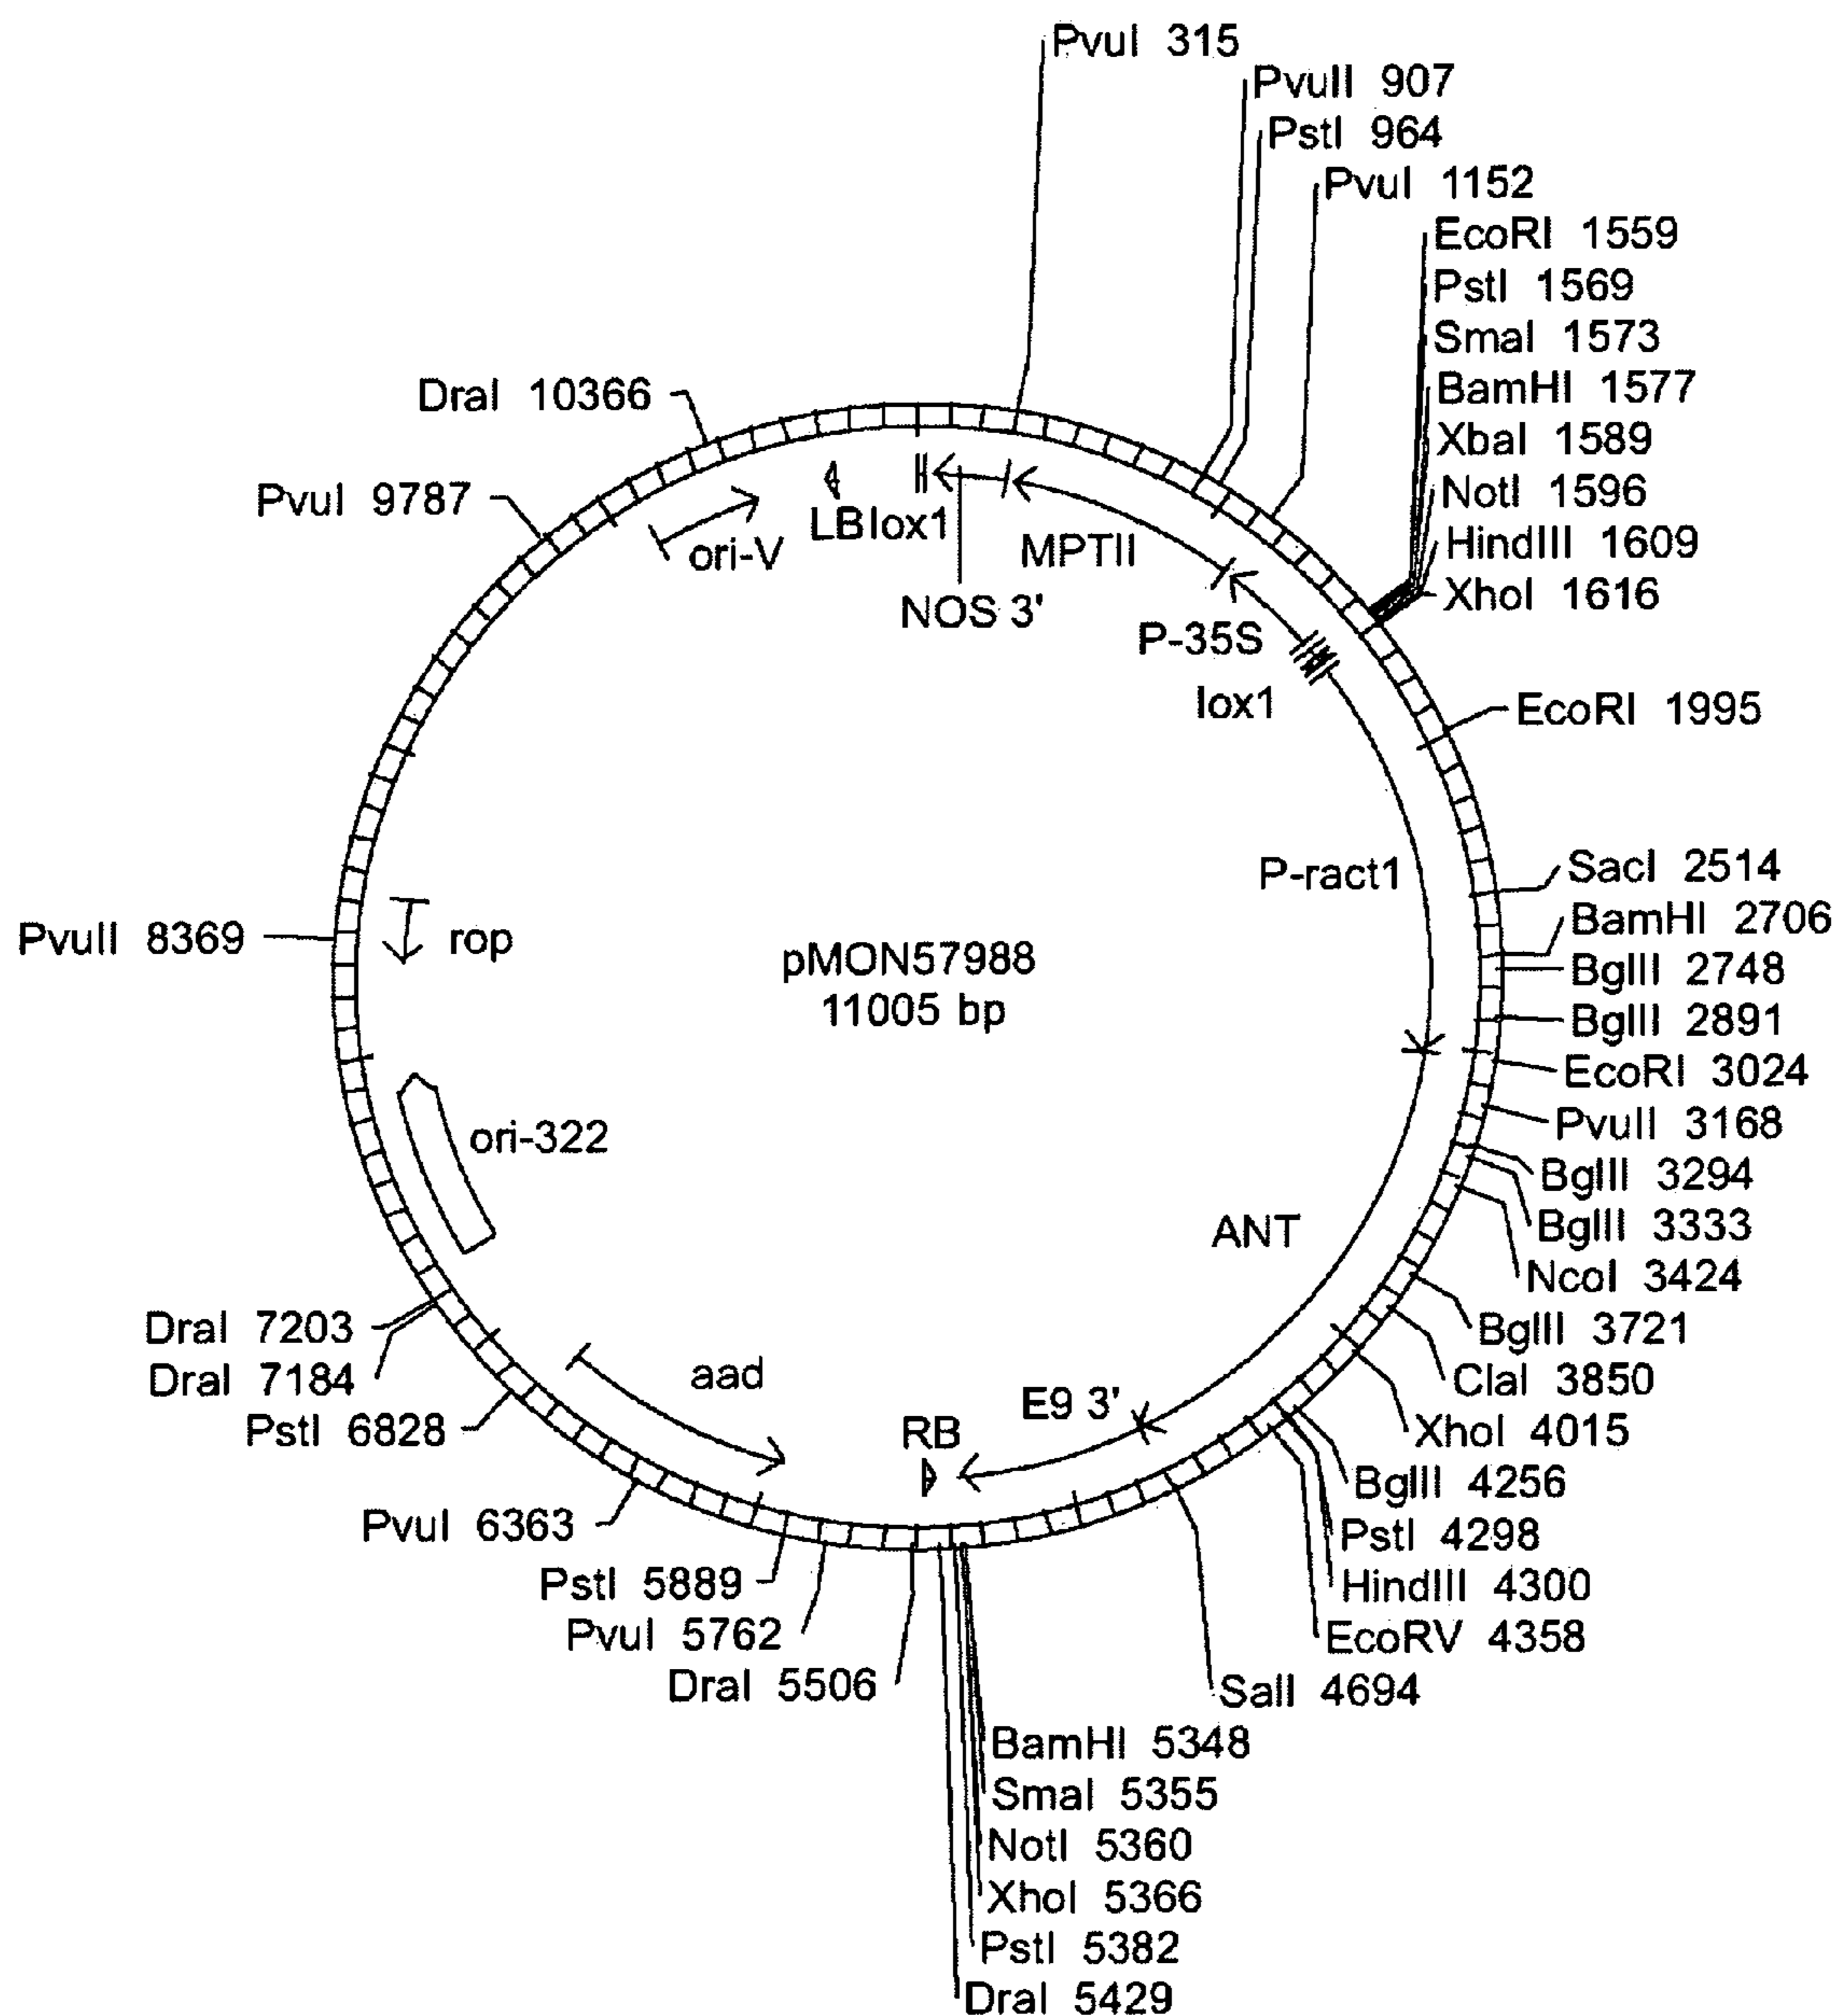 PvuI 315
PvuII 907
PstI 964
PvuI 1152
EcoRI 1559
PstI 1569
SmaI 1573
BamHI 1577
XbaI 1589
NotI 1596
HindIII 1609
XhoI 1616
EcoRI 1995
SacI 2514
BamHI 2706
BglII 2748
BglII 2891
EcoRI 3024
PvuII 3168
BglII 3294
BglII 3333
NcoI 3424
BglII 3721
ClaI 3850
XhoI 4015
BglII 4256
PstI 4298
HindIII 4300
EcoRV 4358
SalI 4694
BamHI 5348
SmaI 5355
NotI 5360
XhoI 5366
PstI 5382
DraI 5429
DraI 5506
PvuI 5762
PstI 5889
PvuI 6363
PstI 6828
DraI 7184
DraI 7203
PvuII 8369
PvuI 9787
DraI 10366
ori-V
LB
lox1
NOS 3'
MPTII
P-35S
lox1
P-ract1
ANT
E9 3'
RB
aad
ori-322
rop
pMON57988
11005 bp